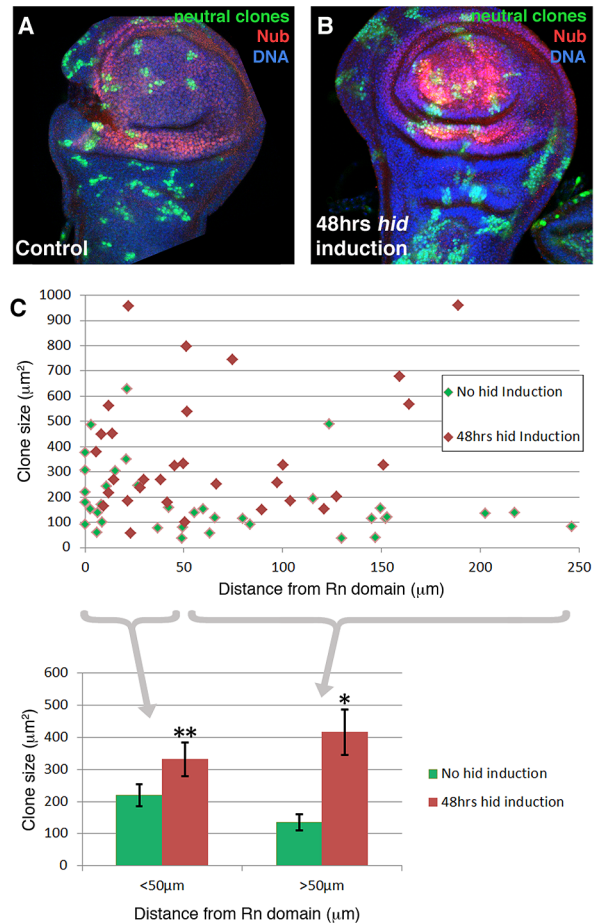 A
neutral clones
Nub
DNA
Control
B
neutral clones
Nub
DNA
48hrs hid
induction
C
1000
900
800
700
600
500
400
300
200
100
0
Clone size (μm²)
0 50 100 150 200 250
Distance from Rn domain (μm)
No hid Induction
48hrs hid Induction
600
500
400
300
200
100
0
Clone size (μm²)
**
*
<50μm >50μm
Distance from Rn domain (μm)
No hid induction
48hrs hid induction